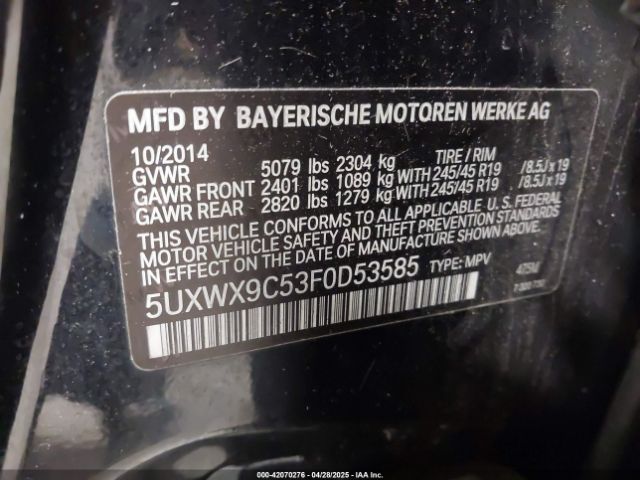 MFD BY BAYERISCHE MOTOREN WERKE AG
10/2014 TIRE / RIM
GVWR 5079 lbs 2304 kg
GAWR FRONT 2401 lbs 1089 kg WITH 245/45 R19 /8.5J x 19
GAWR REAR 2820 lbs 1279 kg WITH 245/45 R19 /8.5J x 19
THIS VEHICLE CONFORMS TO ALL APPLICABLE U. S. FEDERAL
MOTOR VEHICLE SAFETY AND THEFT PREVENTION STANDARDS
IN EFFECT ON THE DATE OF MANUFACTURE SHOWN ABOVE.
5UXWX9C53F0D53585 TYPE: MPV 475M
000-42070276 - 04/28/2025 - IAA Inc.